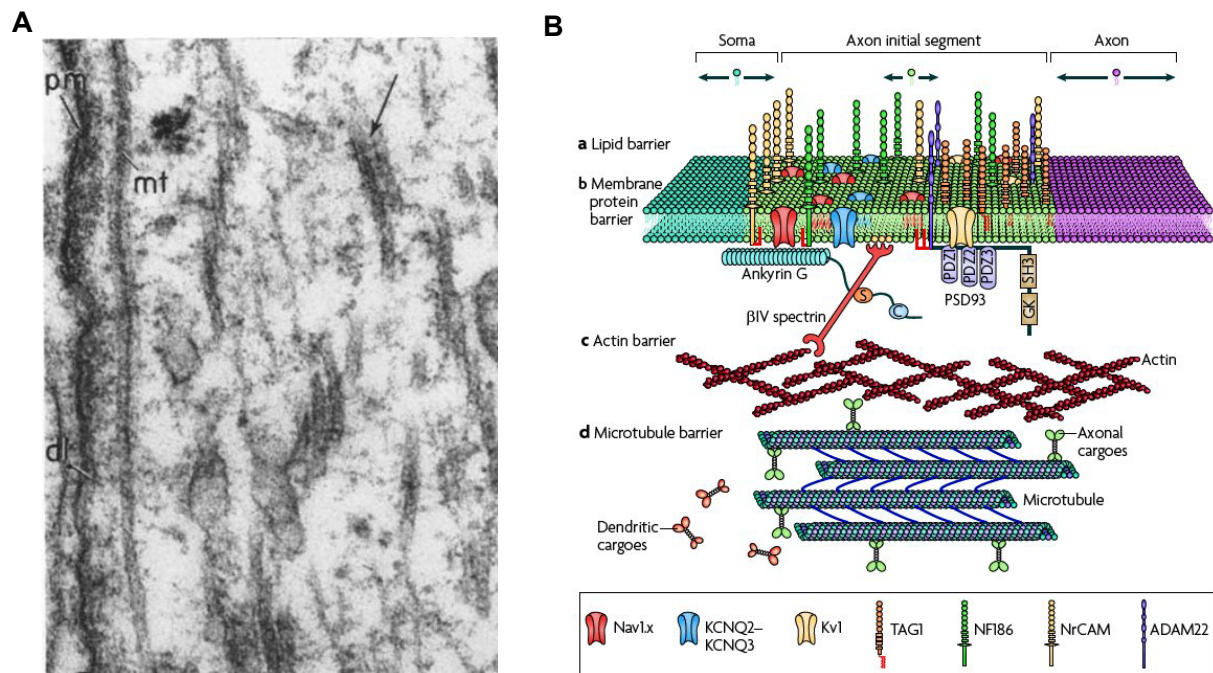 A
pm
mt
dl
B
Soma
Axon initial segment
Axon
a Lipid barrier
b Membrane
protein
barrier
Ankyrin G
S
C
PDZ1
PDZ2
PDZ3
PSD93
SH3
GK
βIV spectrin
c Actin barrier
Actin
d Microtubule barrier
Axonal
cargoes
Microtubule
Dendritic
cargoes
Nav1.x
KCNQ2–
KCNQ3
Kv1
TAG1
NF186
NrCAM
ADAM22